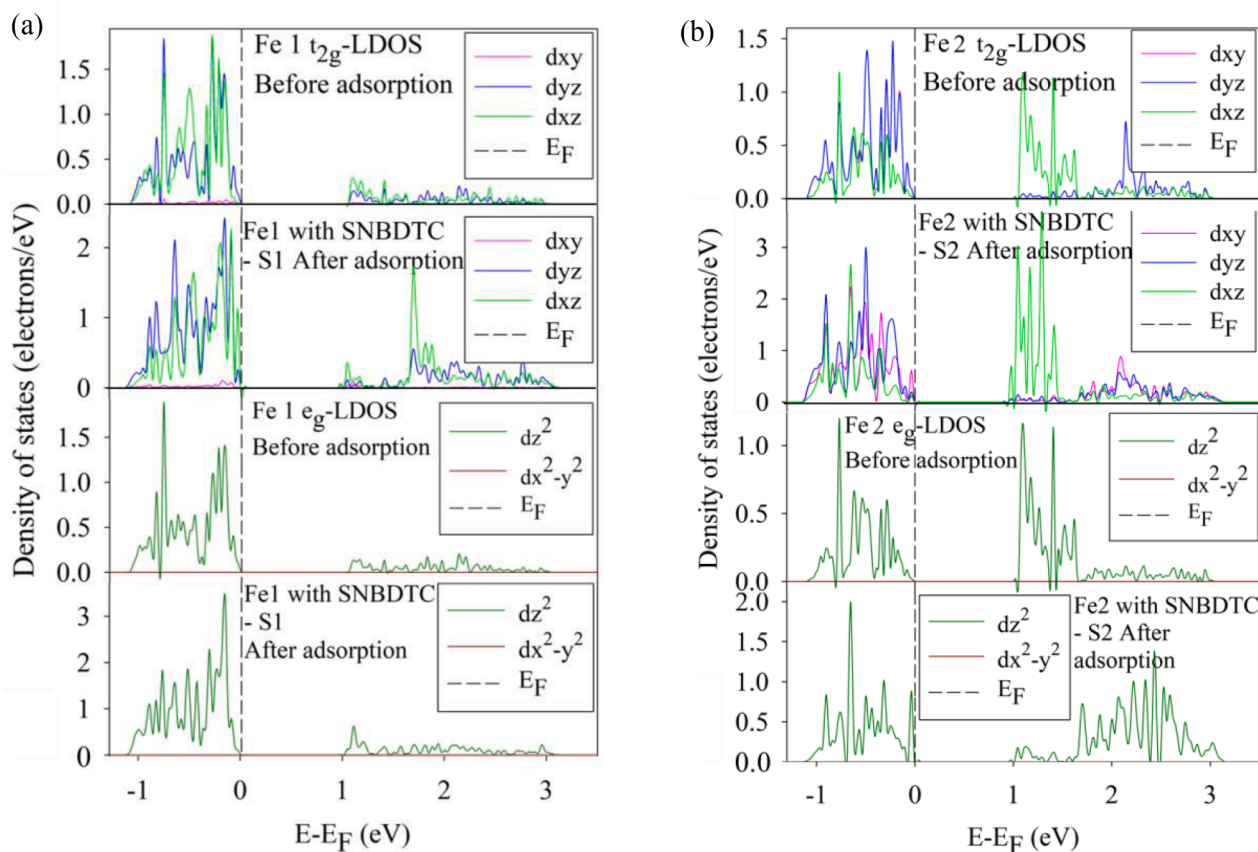 (a)
Density of states (electrons/eV)
Fe 1 t2g-LDOS
Before adsorption
dxy
dyz
dxz
EF
1.5
1.0
0.5
0.0
Fe1 with SNBDTC
- S1 After adsorption
dxy
dyz
dxz
EF
2
1
0
Fe 1 eg-LDOS
Before adsorption
dz2
dx2-y2
EF
1.5
1.0
0.5
0.0
Fe1 with SNBDTC
- S1
After adsorption
dz2
dx2-y2
EF
3
2
1
0
-1 0 1 2 3
E-EF (eV)
(b)
Density of states (electrons/eV)
Fe 2 t2g-LDOS
Before adsorption
dxy
dyz
dxz
EF
1.5
1.0
0.5
0.0
Fe2 with SNBDTC
- S2 After adsorption
dxy
dyz
dxz
EF
3
2
1
0
Fe 2 eg-LDOS
Before adsorption
dz2
dx2-y2
EF
1.0
0.5
0.0
Fe2 with SNBDTC
- S2 After
adsorption
dz2
dx2-y2
EF
2.0
1.5
1.0
0.5
0.0
-1 0 1 2 3
E-EF (eV)